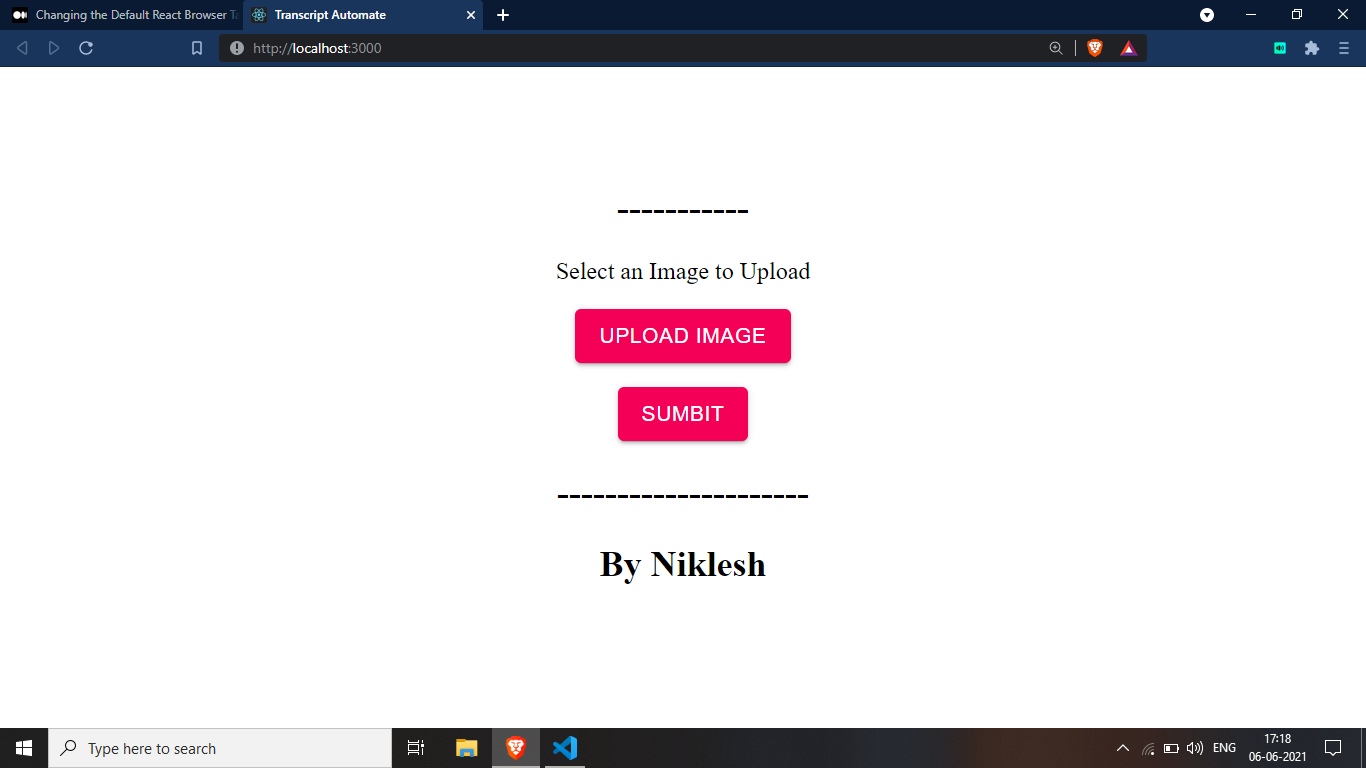 Changing the Default React Browser T
Transcript Automate
http://localhost:3000
-----------
Select an Image to Upload
UPLOAD IMAGE
SUMBIT
---------------------
By Niklesh
Type here to search
ENG
17:18
06-06-2021